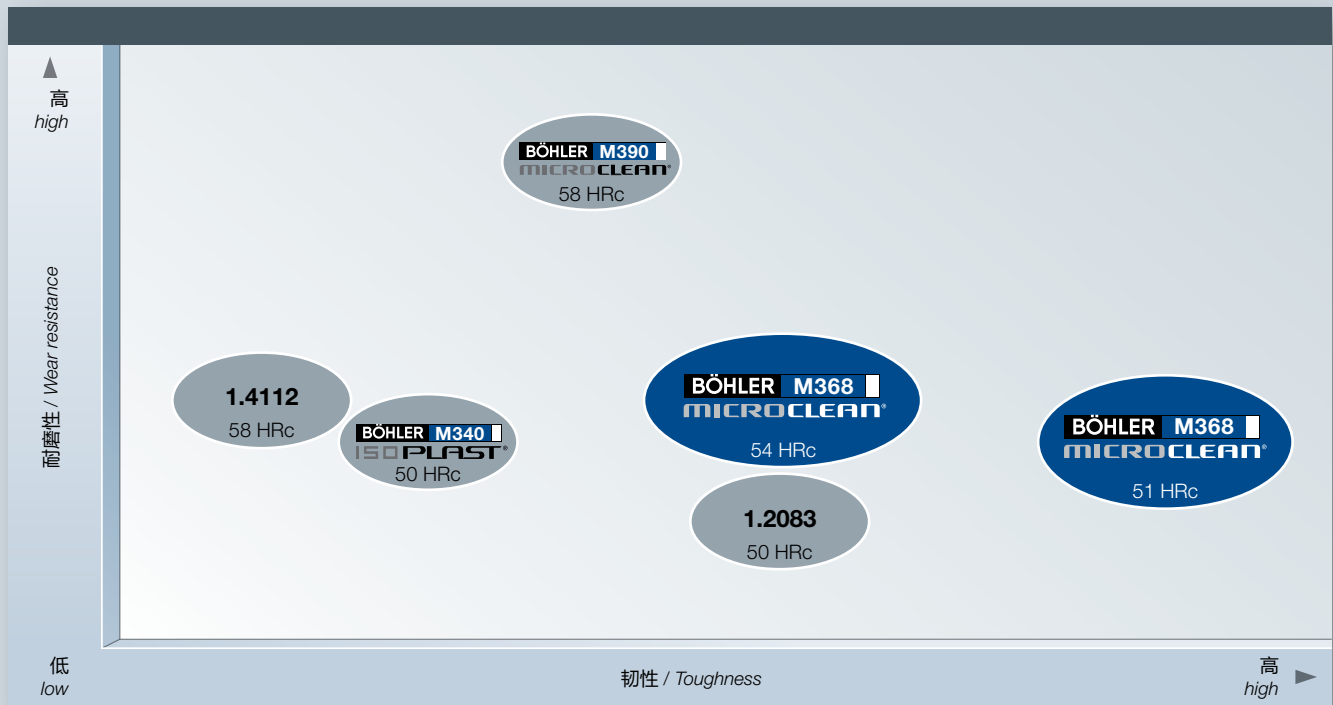 高
high
BÖHLER M390
MICROCLEAN®
58 HRc
耐磨性 / Wear resistance
1.4112
58 HRc
BÖHLER M340
ISOPLAST®
50 HRc
BÖHLER M368
MICROCLEAN®
54 HRc
BÖHLER M368
MICROCLEAN®
51 HRc
1.2083
50 HRc
低
low
韧性 / Toughness
高
high